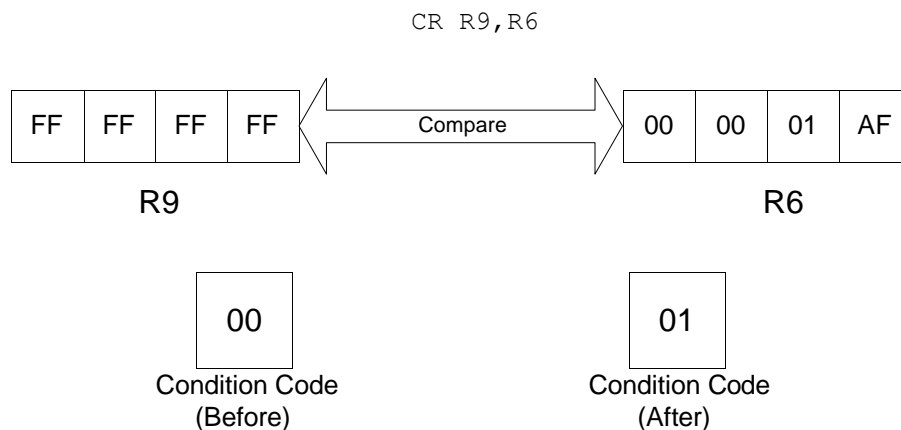 CR R9,R6
FF FF FF FF
Compare
00 00 01 AF
R9
R6
00
01
Condition Code
(Before)
Condition Code
(After)